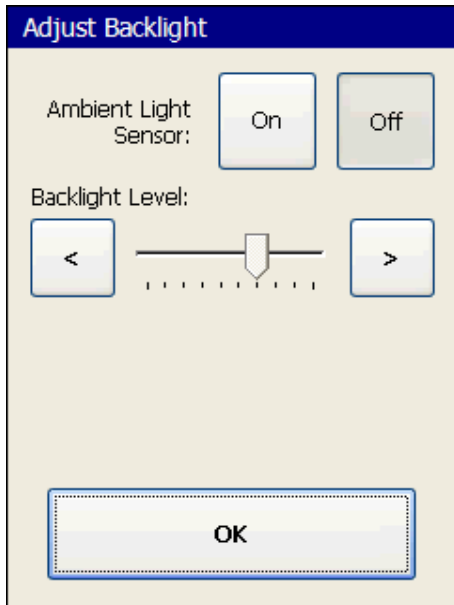 Adjust Backlight
Ambient Light
Sensor:
On
Off
Backlight Level:
<
>
OK